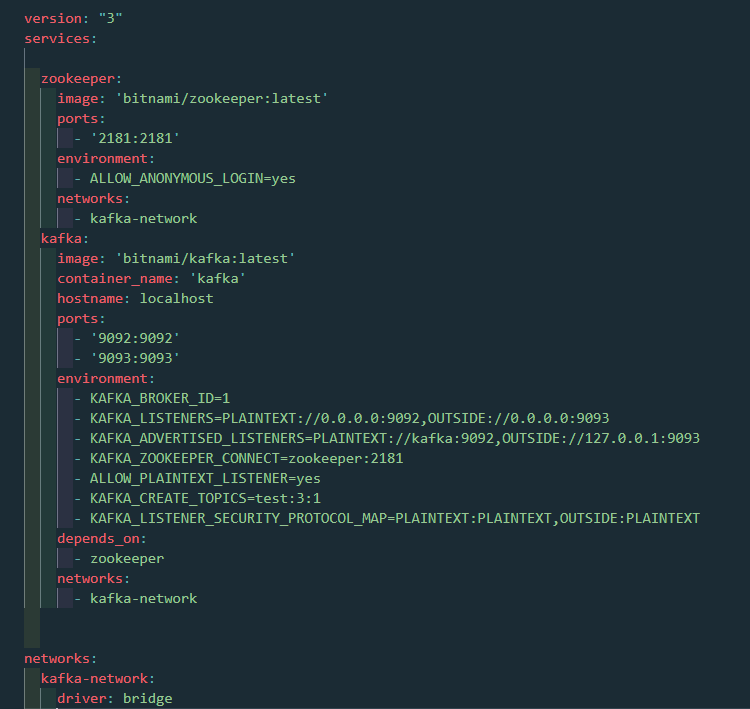 version: "3"
services:
zookeeper:
image: 'bitnami/zookeeper:latest'
ports:
- '2181:2181'
environment:
- ALLOW_ANONYMOUS_LOGIN=yes
networks:
- kafka-network
kafka:
image: 'bitnami/kafka:latest'
container_name: 'kafka'
hostname: localhost
ports:
- '9092:9092'
- '9093:9093'
environment:
- KAFKA_BROKER_ID=1
- KAFKA_LISTENERS=PLAINTEXT://0.0.0.0:9092,OUTSIDE://0.0.0.0:9093
- KAFKA_ADVERTISED_LISTENERS=PLAINTEXT://kafka:9092,OUTSIDE://127.0.0.1:9093
- KAFKA_ZOOKEEPER_CONNECT=zookeeper:2181
- ALLOW_PLAINTEXT_LISTENER=yes
- KAFKA_CREATE_TOPICS=test:3:1
- KAFKA_LISTENER_SECURITY_PROTOCOL_MAP=PLAINTEXT:PLAINTEXT,OUTSIDE:PLAINTEXT
depends_on:
- zookeeper
networks:
- kafka-network
networks:
kafka-network:
driver: bridge